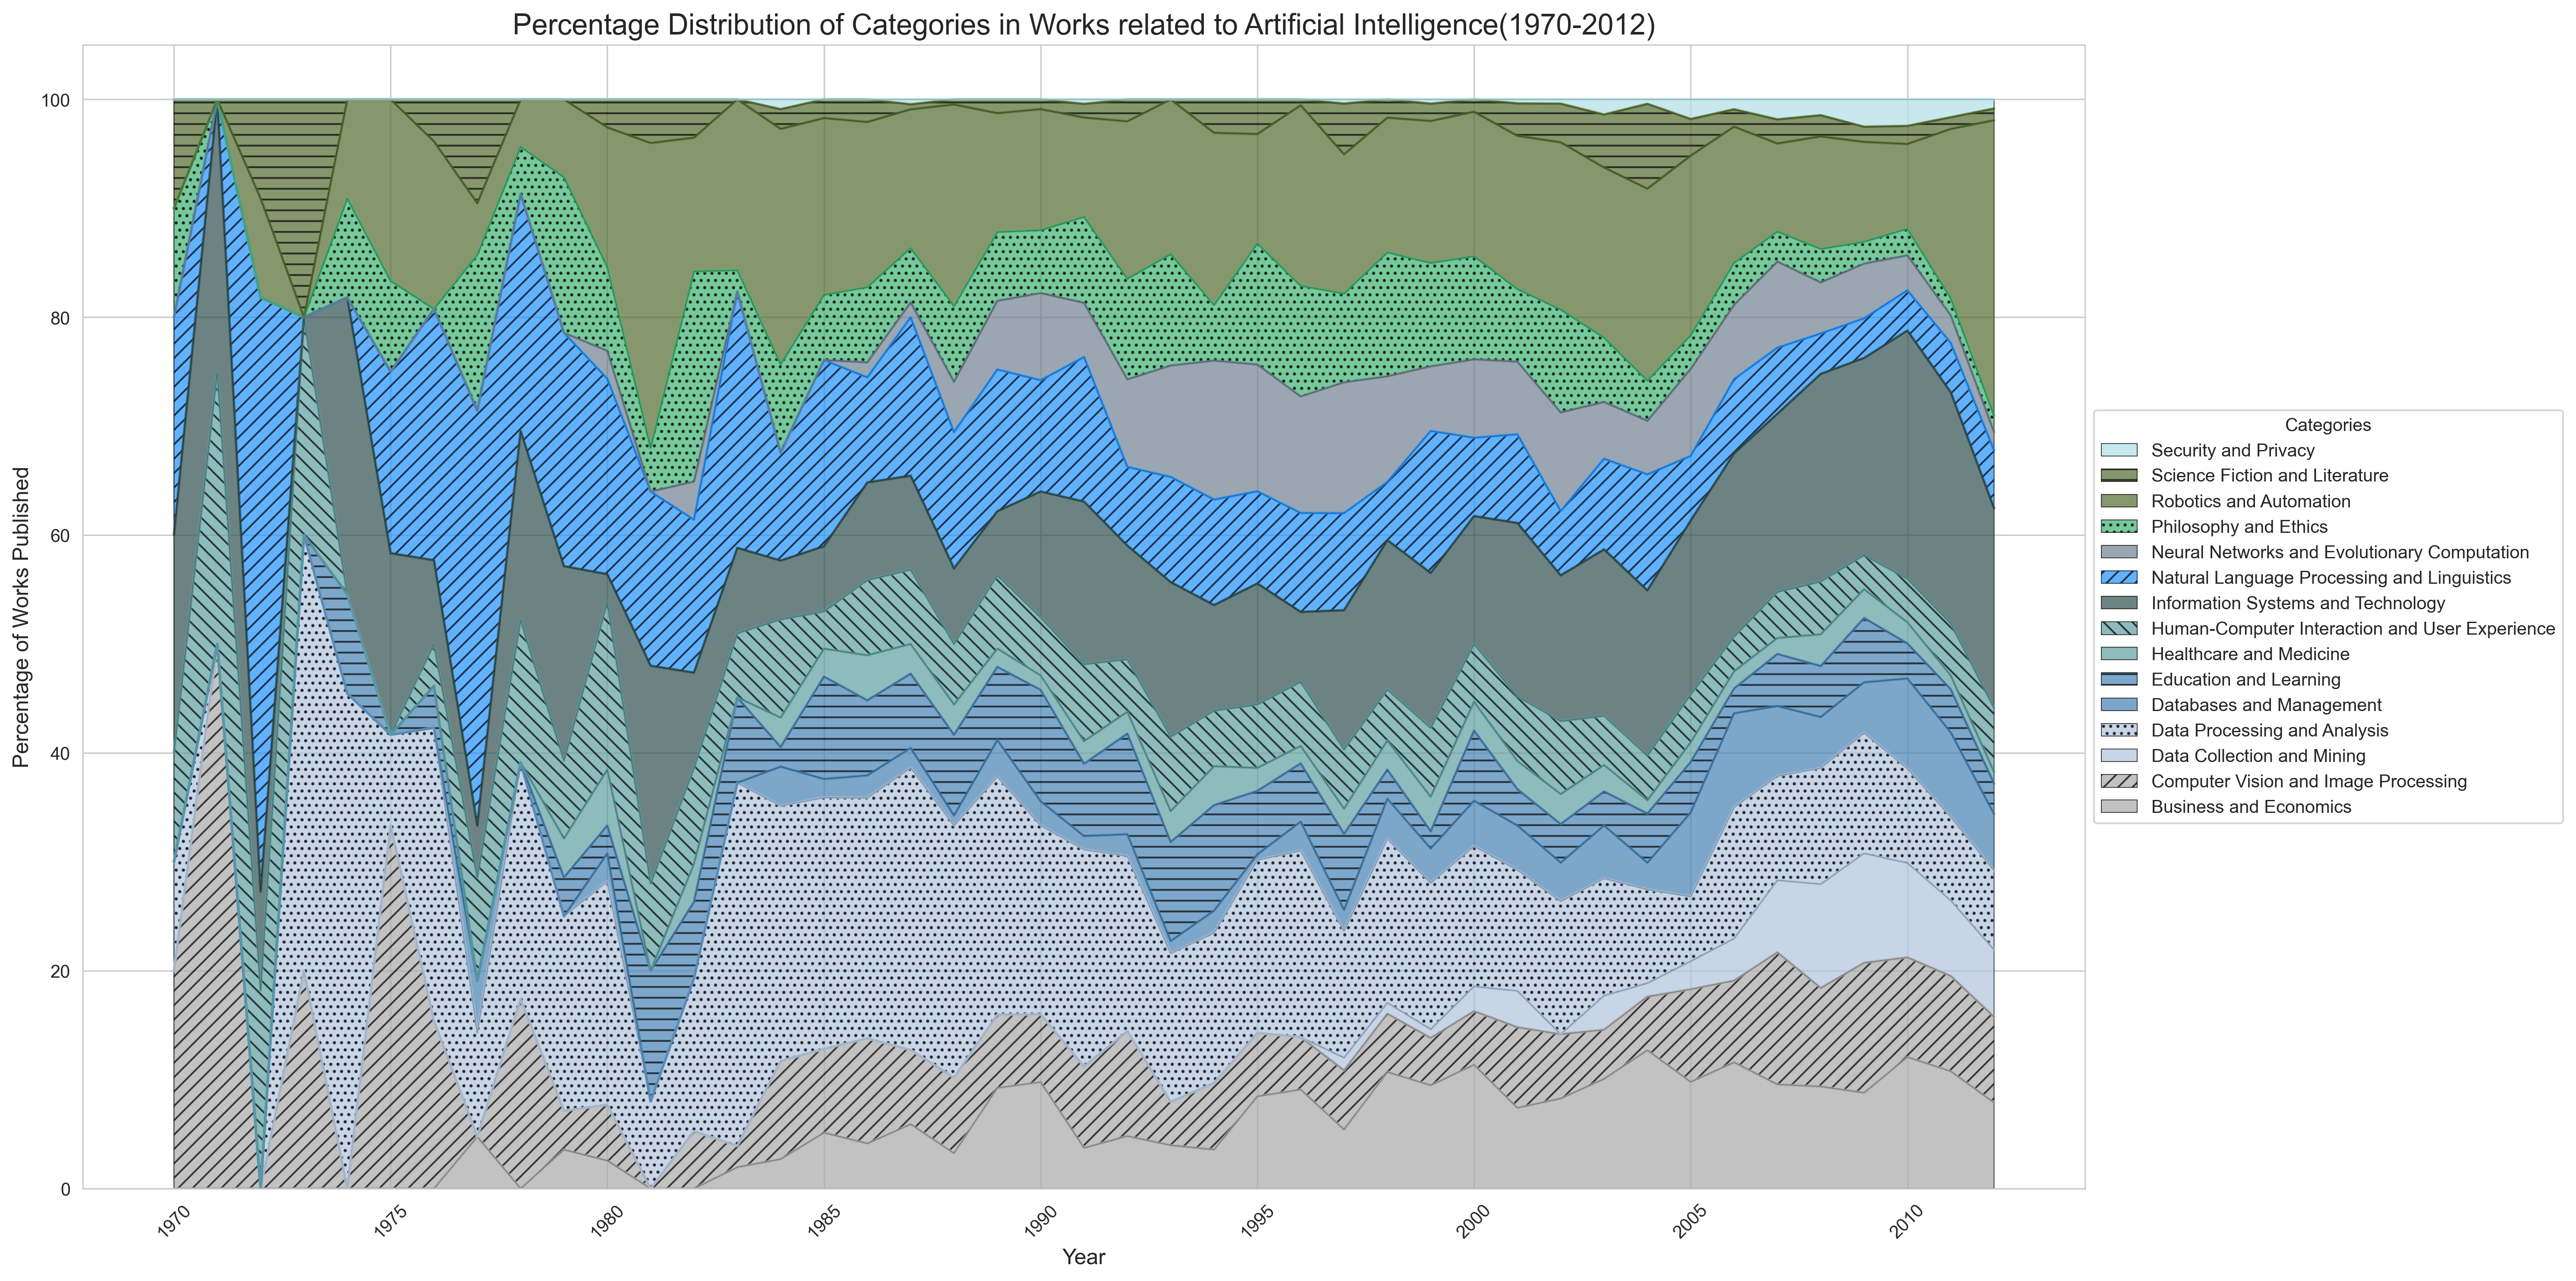 Percentage Distribution of Categories in Works related to Artificial Intelligence(1970-2012)
Percentage of Works Published
100
80
60
40
20
0
1970
1975
1980
1985
1990
1995
2000
2005
2010
Year
Categories
Security and Privacy
Science Fiction and Literature
Robotics and Automation
Philosophy and Ethics
Neural Networks and Evolutionary Computation
Natural Language Processing and Linguistics
Information Systems and Technology
Human-Computer Interaction and User Experience
Healthcare and Medicine
Education and Learning
Databases and Management
Data Processing and Analysis
Data Collection and Mining
Computer Vision and Image Processing
Business and Economics